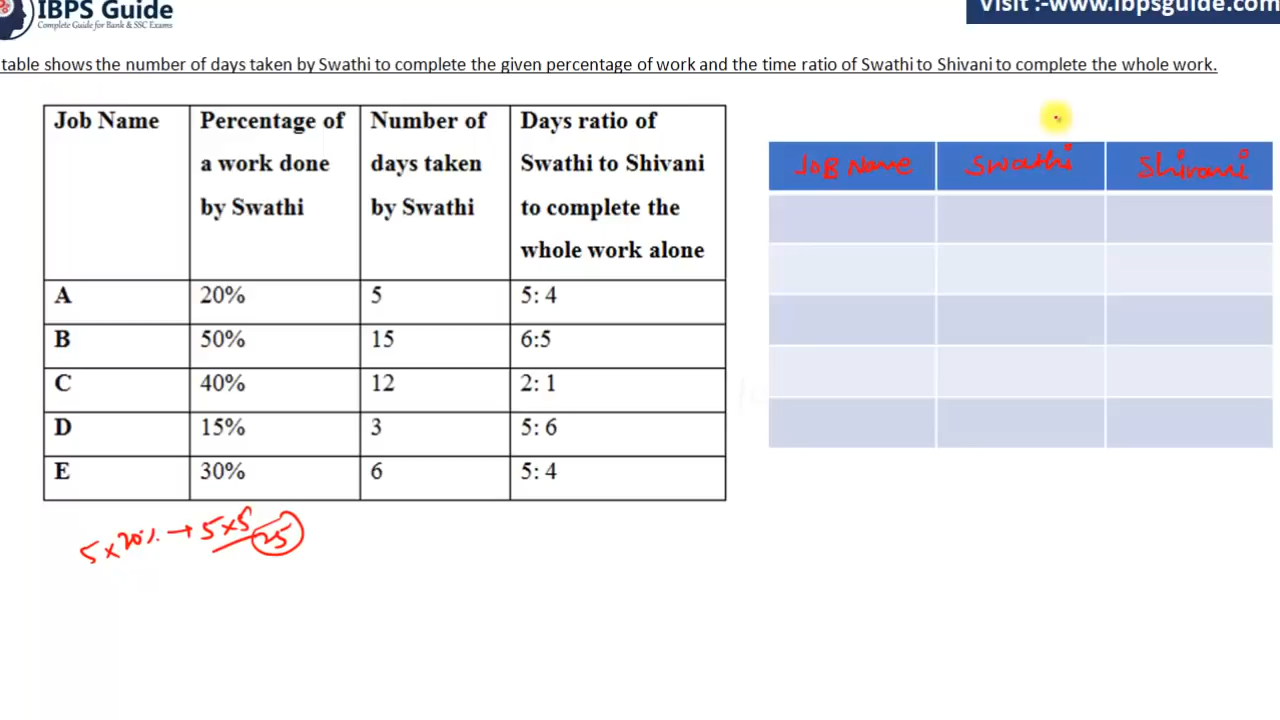 IBPS Guide
Complete Guide for Bank & SSC Exams
Visit :-www.ibpsguide.com
table shows the number of days taken by Swathi to complete the given percentage of work and the time ratio of Swathi to Shivani to complete the whole work.
Job Name | Percentage of a work done by Swathi | Number of days taken by Swathi | Days ratio of Swathi to Shivani to complete the whole work alone
A | 20% | 5 | 5: 4
B | 50% | 15 | 6:5
C | 40% | 12 | 2: 1
D | 15% | 3 | 5: 6
E | 30% | 6 | 5: 4
JOB Name | Swathi | Shivani
5 x 20% → 5 x 5 25